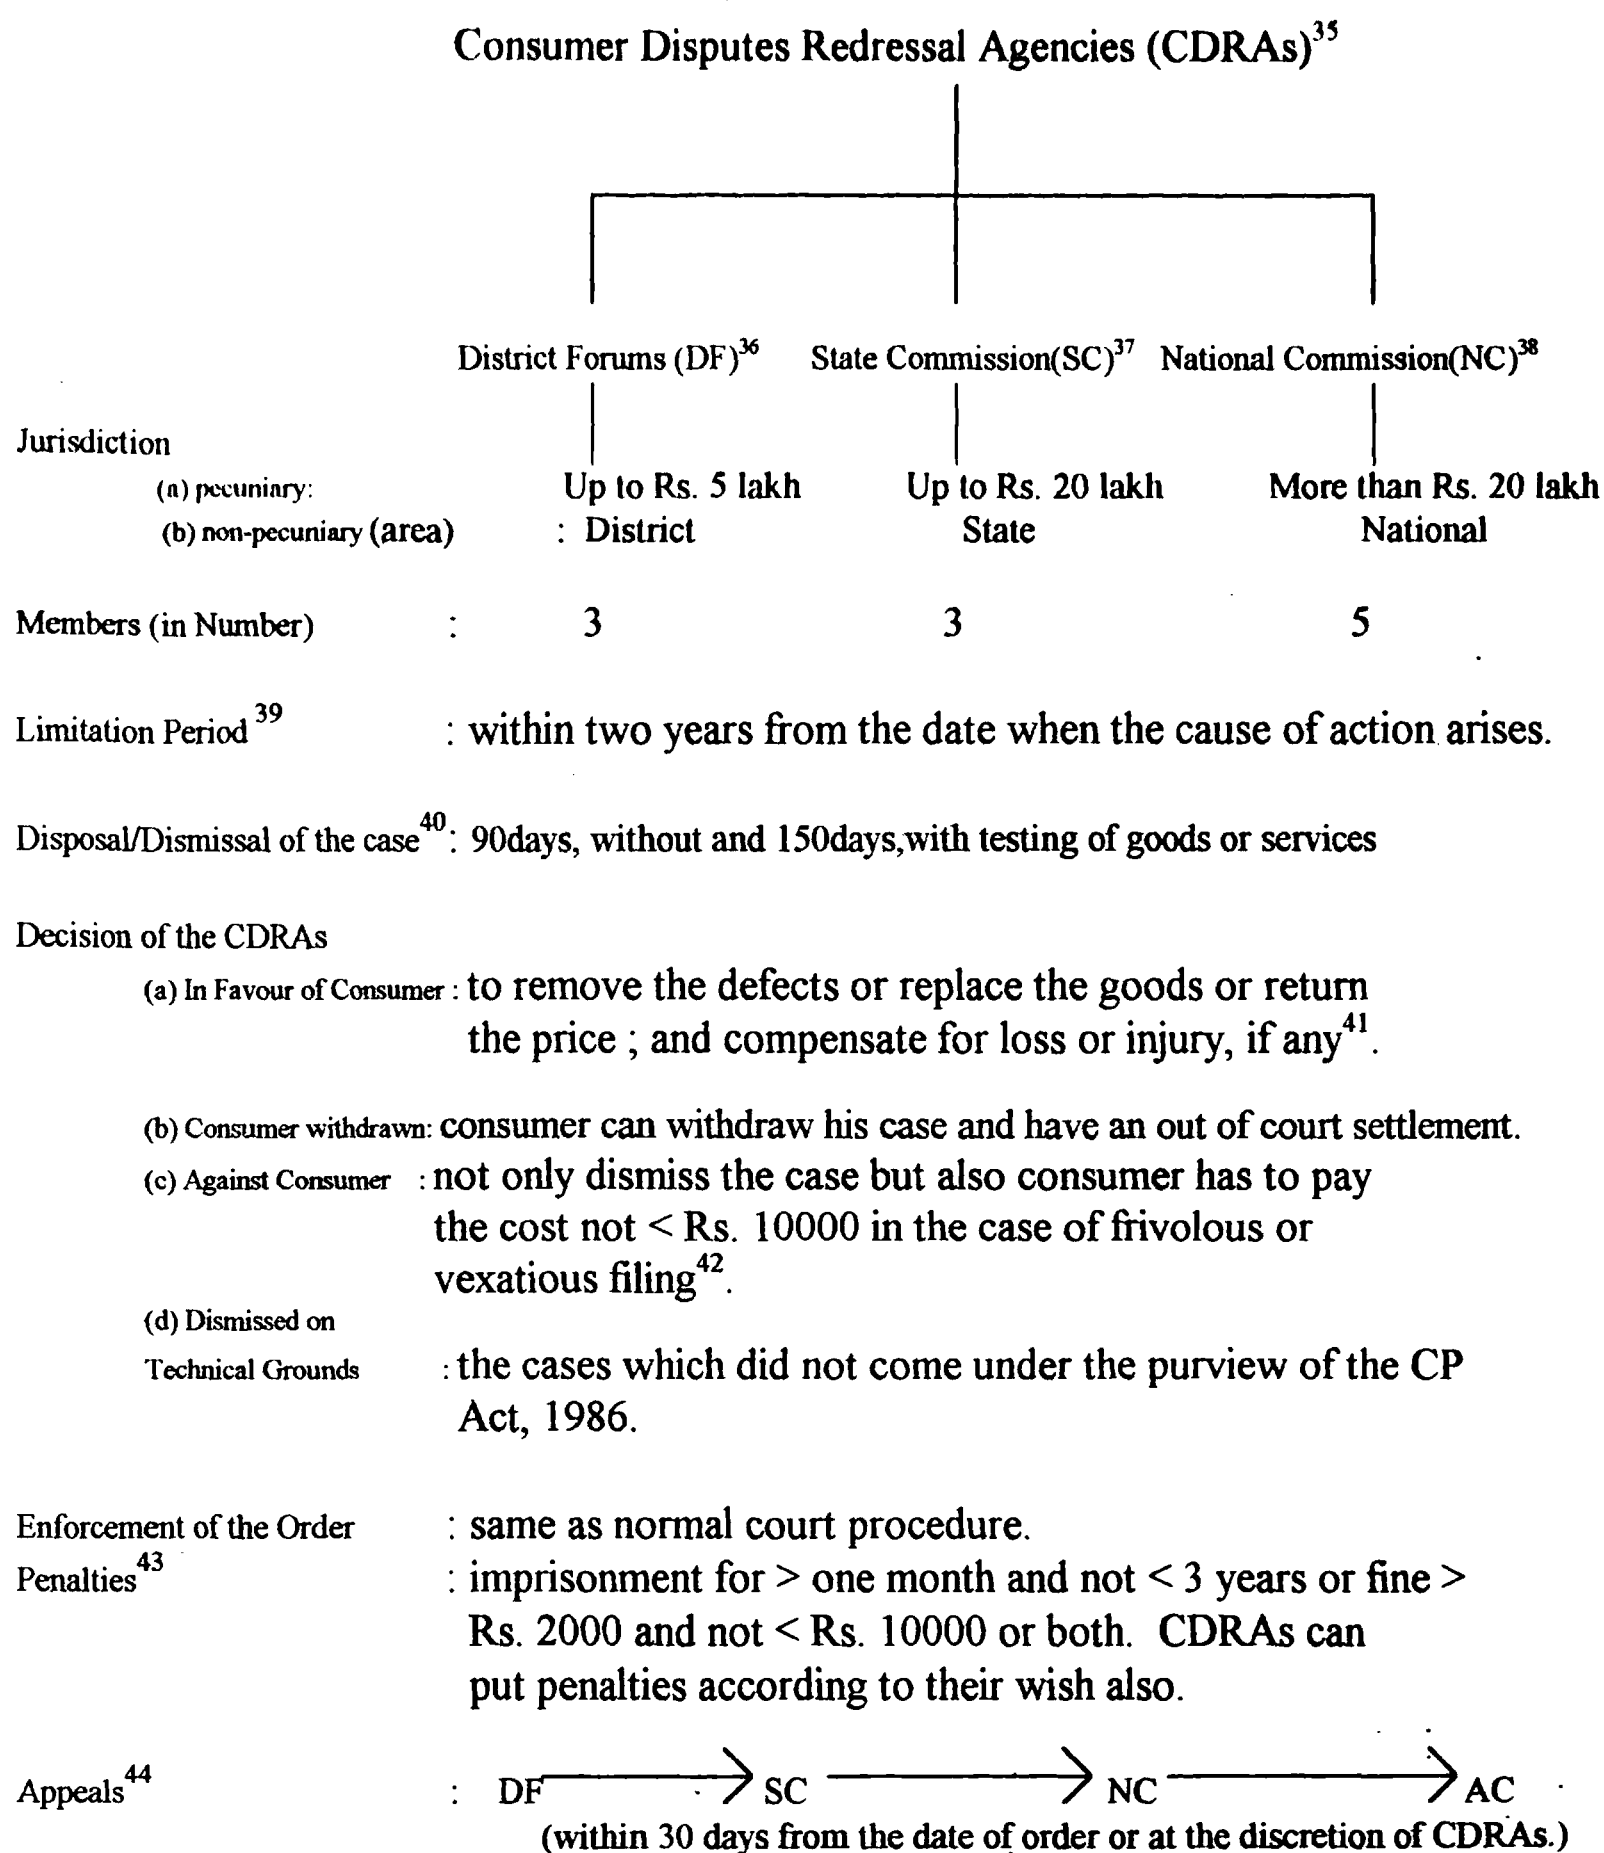 Consumer Disputes Redressal Agencies (CDRAs)35
District Forums (DF)36 State Commission(SC)37 National Commission(NC)38
Jurisdiction
(a) pecuniary: Up to Rs. 5 lakh Up to Rs. 20 lakh More than Rs. 20 lakh
(b) non-pecuniary (area) : District State National
Members (in Number) : 3 3 5
Limitation Period 39 : within two years from the date when the cause of action arises.
Disposal/Dismissal of the case40: 90days, without and 150days,with testing of goods or services
Decision of the CDRAs
(a) In Favour of Consumer : to remove the defects or replace the goods or return
the price ; and compensate for loss or injury, if any41.
(b) Consumer withdrawn: consumer can withdraw his case and have an out of court settlement.
(c) Against Consumer : not only dismiss the case but also consumer has to pay
the cost not < Rs. 10000 in the case of frivolous or
vexatious filing42.
(d) Dismissed on
Technical Grounds : the cases which did not come under the purview of the CP
Act, 1986.
Enforcement of the Order : same as normal court procedure.
Penalties43 : imprisonment for > one month and not < 3 years or fine >
Rs. 2000 and not < Rs. 10000 or both. CDRAs can
put penalties according to their wish also.
Appeals44 : DF SC NC AC
(within 30 days from the date of order or at the discretion of CDRAs.)